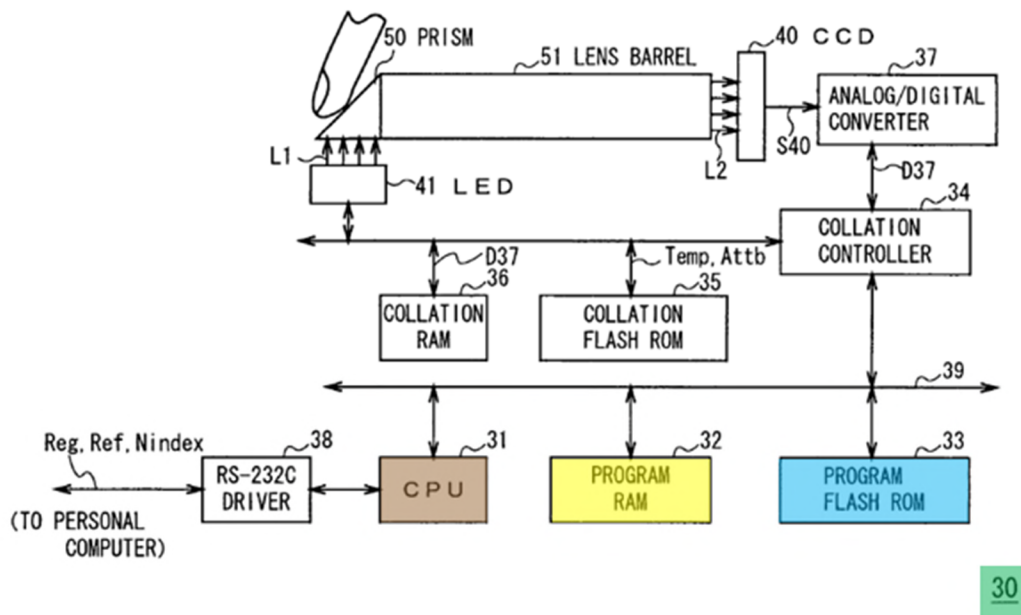 50 PRISM
51 LENS BARREL
40 CCD
37
ANALOG/DIGITAL
CONVERTER
L1
L2
S40
41 LED
D37
34
COLLATION
CONTROLLER
D37
Temp, Attb
36
35
COLLATION
RAM
COLLATION
FLASH ROM
39
Reg, Ref, Nindex
38
31
32
33
RS-232C
DRIVER
CPU
PROGRAM
RAM
PROGRAM
FLASH ROM
(TO PERSONAL
COMPUTER)
30